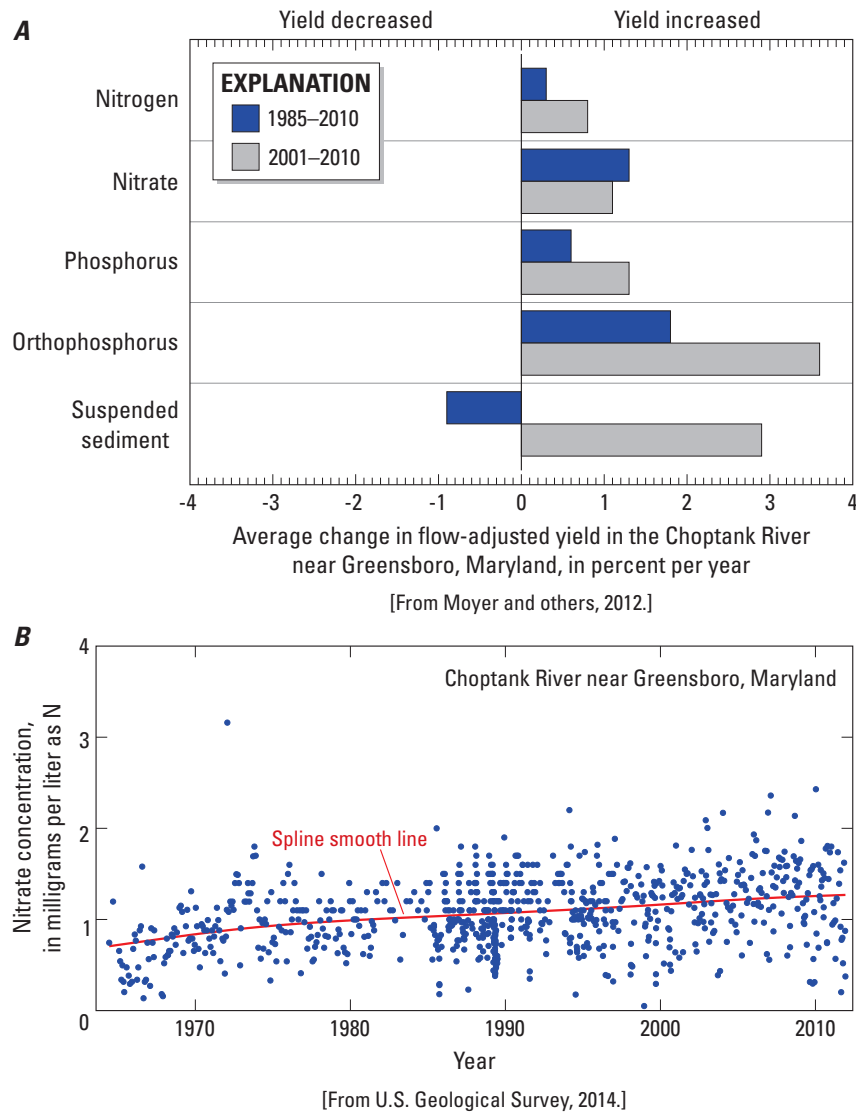 A
Yield decreased
Yield increased
EXPLANATION
1985–2010
2001–2010
Nitrogen
Nitrate
Phosphorus
Orthophosphorus
Suspended
sediment
-4 -3 -2 -1 0 1 2 3 4
Average change in flow-adjusted yield in the Choptank River
near Greensboro, Maryland, in percent per year
[From Moyer and others, 2012.]
B
Choptank River near Greensboro, Maryland
Nitrate concentration,
in milligrams per liter as N
4
3
2
1
0
Spline smooth line
1970 1980 1990 2000 2010
Year
[From U.S. Geological Survey, 2014.]